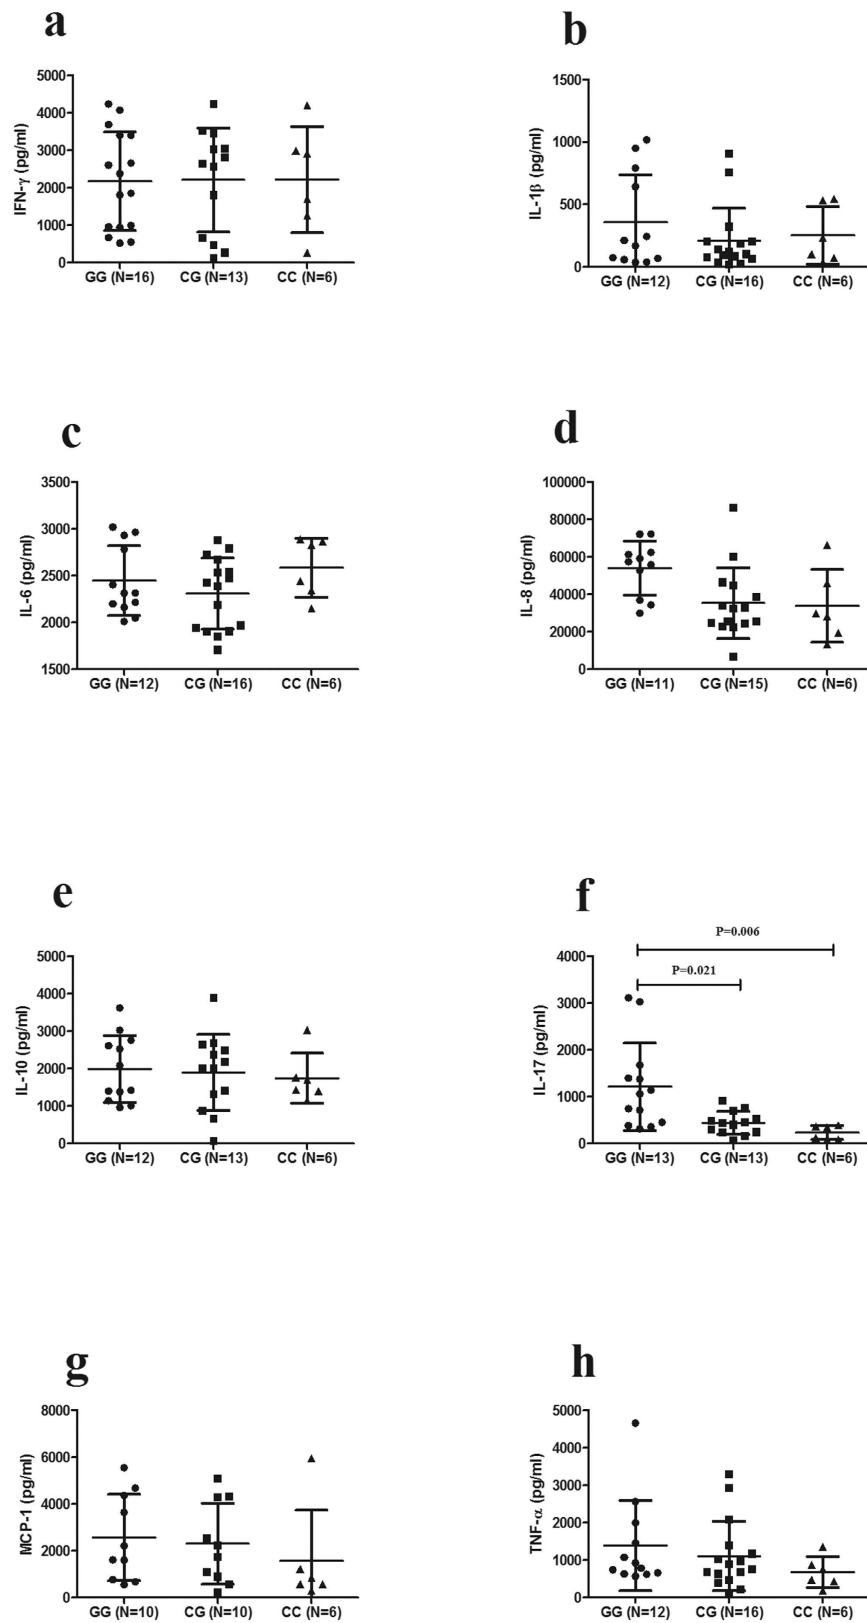 a
IFN-γ (pg/ml)
5000
4000
3000
2000
1000
0
GG (N=16) CG (N=13) CC (N=6)
b
IL-1β (pg/ml)
1500
1000
500
0
GG (N=12) CG (N=16) CC (N=6)
c
IL-6 (pg/ml)
3500
3000
2500
2000
1500
GG (N=12) CG (N=16) CC (N=6)
d
IL-8 (pg/ml)
100000
80000
60000
40000
20000
0
GG (N=11) CG (N=15) CC (N=6)
e
IL-10 (pg/ml)
5000
4000
3000
2000
1000
0
GG (N=12) CG (N=13) CC (N=6)
f
P=0.006
P=0.021
IL-17 (pg/ml)
4000
3000
2000
1000
0
GG (N=13) CG (N=13) CC (N=6)
g
MCP-1 (pg/ml)
8000
6000
4000
2000
0
GG (N=10) CG (N=10) CC (N=6)
h
TNF-α (pg/ml)
5000
4000
3000
2000
1000
0
GG (N=12) CG (N=16) CC (N=6)